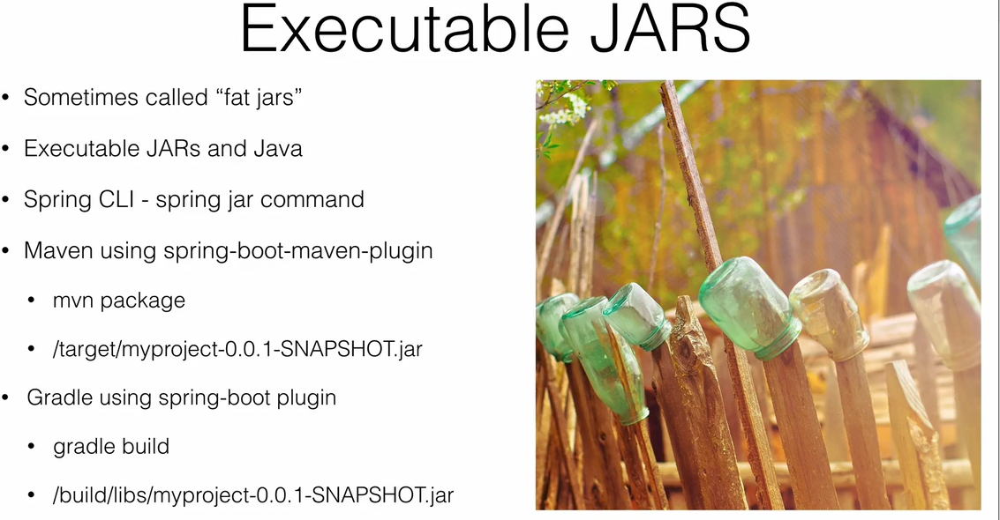 Executable JARS
• Sometimes called “fat jars”
• Executable JARs and Java
• Spring CLI - spring jar command
• Maven using spring-boot-maven-plugin
• mvn package
• /target/myproject-0.0.1-SNAPSHOT.jar
• Gradle using spring-boot plugin
• gradle build
• /build/libs/myproject-0.0.1-SNAPSHOT.jar